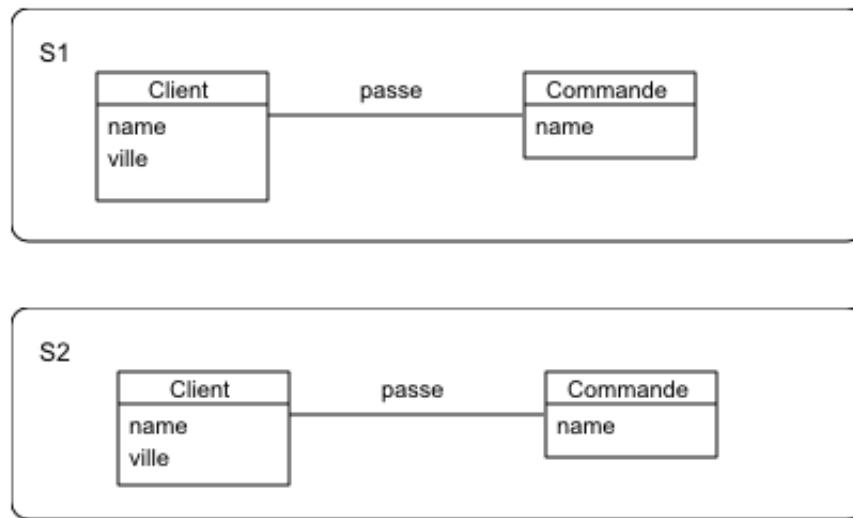 S1
Client
passe
Commande
name
name
ville
S2
Client
passe
Commande
name
name
ville